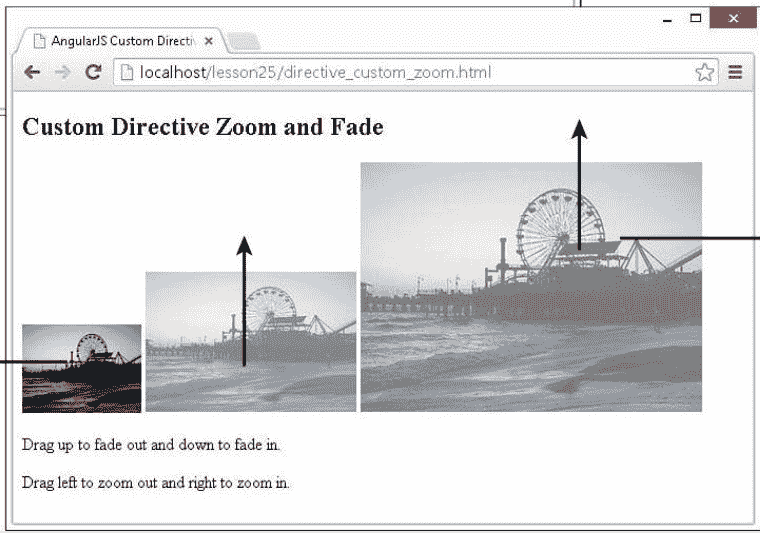 AngularJS Custom Directi
localhost/lesson25/directive_custom_zoom.html
Custom Directive Zoom and Fade
Drag up to fade out and down to fade in.
Drag left to zoom out and right to zoom in.